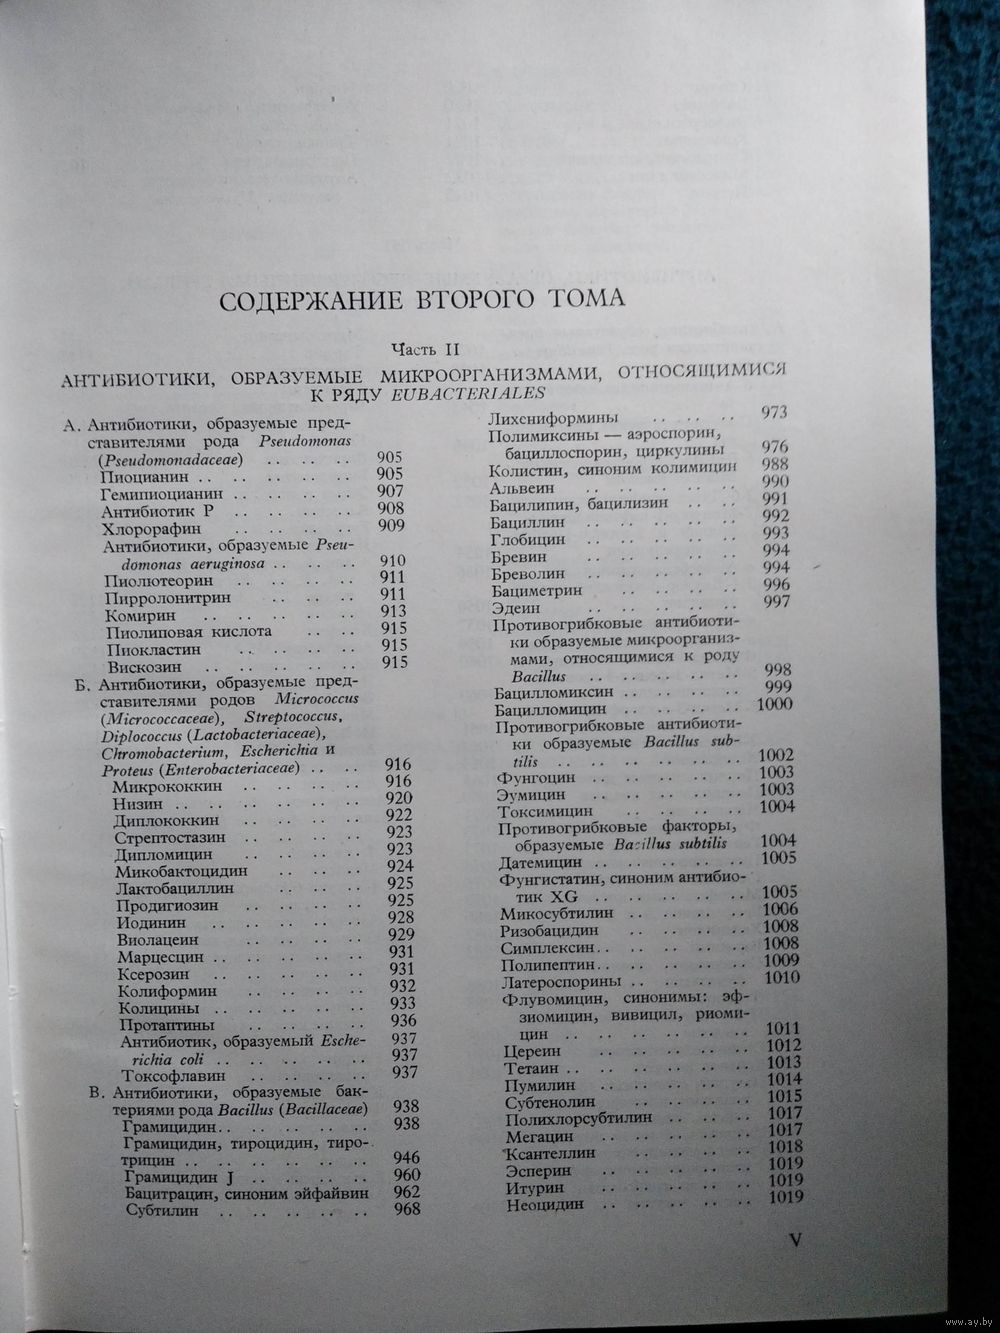 СОДЕРЖАНИЕ ВТОРОГО ТОМА
Часть II
АНТИБИОТИКИ, ОБРАЗУЕМЫЕ МИКРООРГАНИЗМАМИ, ОТНОСЯЩИМИСЯ
К РЯДУ EUBACTERIALES
А. Антибиотики, образуемые пред-
ставителями рода Pseudomonas
(Pseudomonadaceae) . . . . 905
Пиоцианин . . . . . . . 905
Гемипиоцианин . . . . . 907
Антибиотик P . . . . . 908
Хлорорафин . . . . . 909
Антибиотики, образуемые Pseu-
domonas aeruginosa . . . . 910
Пиолютеорин . . . . . 911
Пирролонитрин . . . . 911
Комирин . . . . . . 913
Пиолиповая кислота . . . 915
Пиокластин . . . . . 915
Вискозин . . . . . . 915
Б. Антибиотики, образуемые пред-
ставителями родов Micrococcus
(Micrococcaceae), Streptococcus,
Diplococcus (Lactobacteriaceae),
Chromobacterium, Escherichia и
Proteus (Enterobacteriaceae) . . . 916
Микрококкин . . . . . 916
Низин . . . . . . . 920
Диплококкин . . . . . 922
Стрептостазин . . . . . 923
Дипломицин . . . . . 923
Микобактоцидин . . . . 924
Лактобациллин . . . . 925
Продигиозин . . . . . 925
Иодинин . . . . . . 928
Виолацеин . . . . . 929
Марцесцин . . . . . . 931
Ксерозин . . . . . . 931
Колиформин . . . . . 932
Колицины . . . . . . 933
Протаптины . . . . . 936
Антибиотик, образуемый Esche- 937
richia coli . . . . . . 937
Токсофлавин . . . . . 937
В. Антибиотики, образуемые бак-
териями рода Bacillus (Bacillaceae) 938
Грамицидин . . . . . . 938
Грамицидин, тироцидин, тиро-
трицин . . . . . . . 946
Грамицидин J . . . . . 960
Бацитрацин, синоним эйфайвин 962
Субтилин . . . . . . 968
Лихениформины . . . . 973
Полимиксины — аэроспорин,
бациллоспорин, циркулины 976
Колистин, синоним колимицин 988
Альвеин . . . . . . 990
Бацилипин, бацилизин . . . 991
Бациллин . . . . . . 992
Глобицин . . . . . . 993
Бревин . . . . . . 994
Бреволин . . . . . . 994
Бациметрин . . . . . 996
Эдеин . . . . . . 997
Противогрибковые антибиоти-
ки образуемые микроорганиз-
мами, относящимися к роду
Bacillus . . . . . . 998
Бацилломиксин . . . . . 999
Бацилломицин . . . . . 1000
Противогрибковые антибиоти-
ки образуемые Bacillus sub-
tilis . . . . . . . 1002
Фунгоцин . . . . . . 1003
Эумицин . . . . . . 1003
Токсимицин . . . . . 1004
Противогрибковые факторы,
образуемые Bacillus subtilis 1004
Датемицин . . . . . . 1005
Фунгистатин, синоним антибио-
тик XG . . . . . . 1005
Микосубтилин . . . . . 1006
Ризобацидин . . . . . 1008
Симплексин . . . . . . 1008
Полипептин . . . . . . 1009
Латероспорины . . . . . 1010
Флувомицин, синонимы: эф-
зиомицин, вивицил, риоми-
цин . . . . . . . 1011
Цереин . . . . . . 1012
Тетаин . . . . . . . 1013
Пумилин . . . . . . 1014
Субтенолин . . . . . 1015
Полихлорсубтилин . . . . 1017
Мегацин . . . . . . 1017
Ксантеллин . . . . . 1018
Эсперин . . . . . . 1019
Итурин . . . . . . 1019
Неоцидин . . . . . . 1019
V
www.ay.by